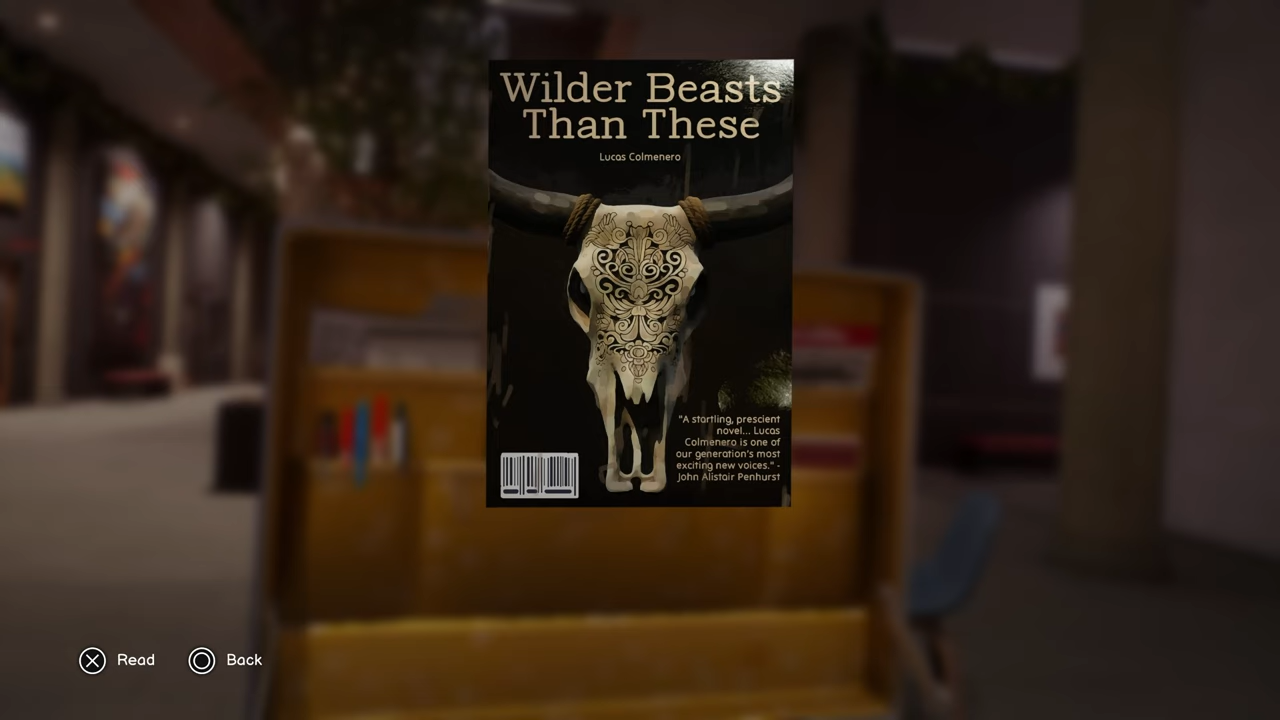 Wilder Beasts
Than These
Lucas Colmenero
"A startling, prescient
novel... Lucas
Colmenero is one of
our generation's most
exciting new voices." -
John Alistair Penhurst
Read
Back